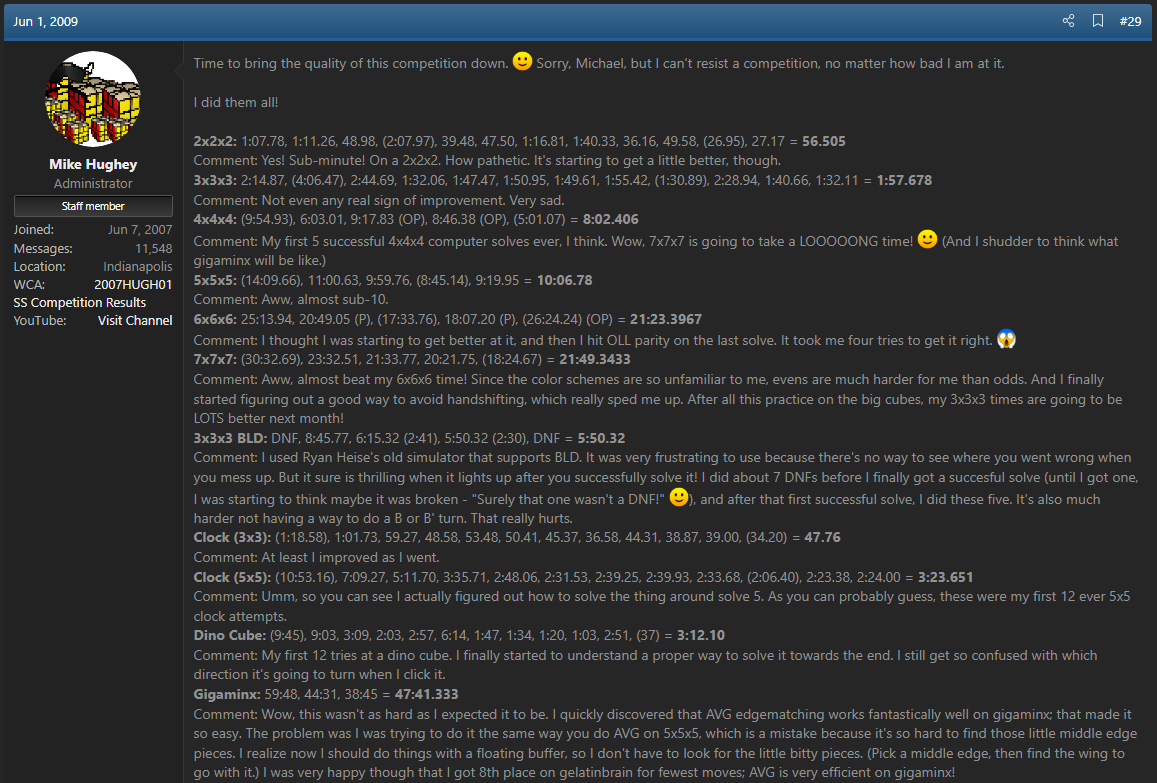 Jun 1, 2009
#29
Mike Hughey
Administrator
Staff member
Joined: Jun 7, 2007
Messages: 11,548
Location: Indianapolis
WCA: 2007HUGH01
SS Competition Results
YouTube: Visit Channel
Time to bring the quality of this competition down. 🙂 Sorry, Michael, but I can't resist a competition, no matter how bad I am at it.
I did them all!
2x2x2: 1:07.78, 1:11.26, 48.98, (2:07.97), 39.48, 47.50, 1:16.81, 1:40.33, 36.16, 49.58, (26.95), 27.17 = 56.505
Comment: Yes! Sub-minute! On a 2x2x2. How pathetic. It's starting to get a little better, though.
3x3x3: 2:14.87, (4:06.47), 2:44.69, 1:32.06, 1:47.47, 1:50.95, 1:49.61, 1:55.42, (1:30.89), 2:28.94, 1:40.66, 1:32.11 = 1:57.678
Comment: Not even any real sign of improvement. Very sad.
4x4x4: (9:54.93), 6:03.01, 9:17.83 (OP), 8:46.38 (OP), (5:01.07) = 8:02.406
Comment: My first 5 successful 4x4x4 computer solves ever, I think. Wow, 7x7x7 is going to take a LOOOOONG time! 🙂 (And I shudder to think what
gigaminx will be like.)
5x5x5: (14:09.66), 11:00.63, 9:59.76, (8:45.14), 9:19.95 = 10:06.78
Comment: Aww, almost sub-10.
6x6x6: 25:13.94, 20:49.05 (P), (17:33.76), 18:07.20 (P), (26:24.24) (OP) = 21:23.3967
Comment: I thought I was starting to get better at it, and then I hit OLL parity on the last solve. It took me four tries to get it right. 😱
7x7x7: (30:32.69), 23:32.51, 21:33.77, 20:21.75, (18:24.67) = 21:49.3433
Comment: Aww, almost beat my 6x6x6 time! Since the color schemes are so unfamiliar to me, evens are much harder for me than odds. And I finally
started figuring out a good way to avoid handshifting, which really sped me up. After all this practice on the big cubes, my 3x3x3 times are going to be
LOTS better next month!
3x3x3 BLD: DNF, 8:45.77, 6:15.32 (2:41), 5:50.32 (2:30), DNF = 5:50.32
Comment: I used Ryan Heise's old simulator that supports BLD. It was very frustrating to use because there's no way to see where you went wrong when
you mess up. But it sure is thrilling when it lights up after you successfully solve it! I did about 7 DNFs before I finally got a succesful solve (until I got one,
I was starting to think maybe it was broken - "Surely that one wasn't a DNF!" 🙂), and after that first successful solve, I did these five. It's also much
harder not having a way to do a B or B' turn. That really hurts.
Clock (3x3): (1:18.58), 1:01.73, 59.27, 48.58, 53.48, 50.41, 45.37, 36.58, 44.31, 38.87, 39.00, (34.20) = 47.76
Comment: At least I improved as I went.
Clock (5x5): (10:53.16), 7:09.27, 5:11.70, 3:35.71, 2:48.06, 2:31.53, 2:39.25, 2:39.93, 2:33.68, (2:06.40), 2:23.38, 2:24.00 = 3:23.651
Comment: Umm, so you can see I actually figured out how to solve the thing around solve 5. As you can probably guess, these were my first 12 ever 5x5
clock attempts.
Dino Cube: (9:45), 9:03, 3:09, 2:03, 2:57, 6:14, 1:47, 1:34, 1:20, 1:03, 2:51, (37) = 3:12.10
Comment: My first 12 tries at a dino cube. I finally started to understand a proper way to solve it towards the end. I still get so confused with which
direction it's going to turn when I click it.
Gigaminx: 59:48, 44:31, 38:45 = 47:41.333
Comment: Wow, this wasn't as hard as I expected it to be. I quickly discovered that AVG edgematching works fantastically well on gigaminx; that made it
so easy. The problem was I was trying to do it the same way you do AVG on 5x5x5, which is a mistake because it's so hard to find those little middle edge
pieces. I realize now I should do things with a floating buffer, so I don't have to look for the little bitty pieces. (Pick a middle edge, then find the wing to
go with it.) I was very happy though that I got 8th place on gelatinbrain for fewest moves; AVG is very efficient on gigaminx!